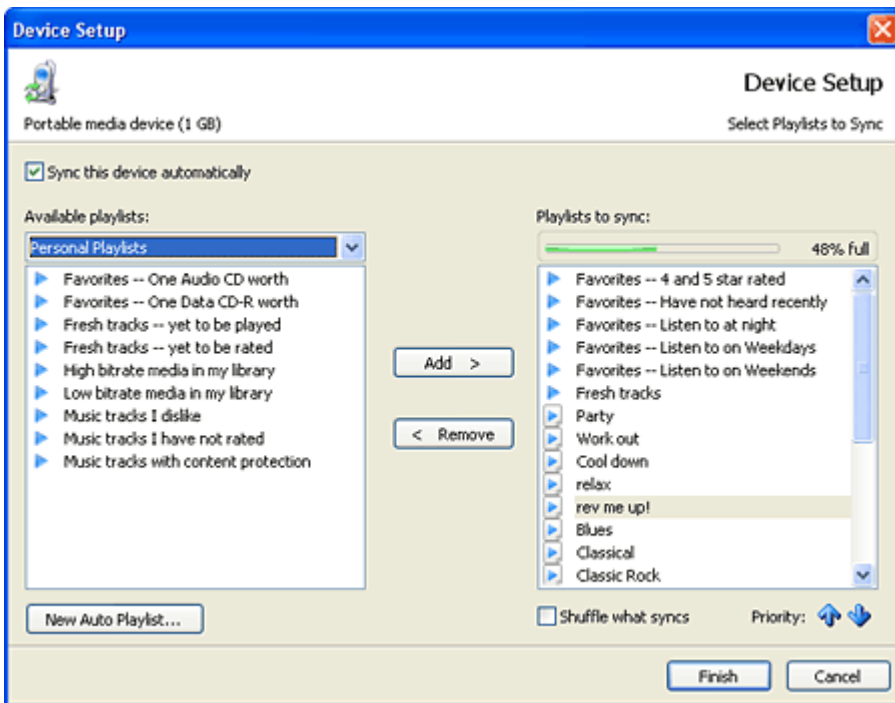 Device Setup
Device Setup
Portable media device (1 GB)
Select Playlists to Sync
Sync this device automatically
Available playlists:
Personal Playlists
Favorites -- One Audio CD worth
Favorites -- One Data CD-R worth
Fresh tracks -- yet to be played
Fresh tracks -- yet to be rated
High bitrate media in my library
Low bitrate media in my library
Music tracks I dislike
Music tracks I have not rated
Music tracks with content protection
New Auto Playlist...
Add >
< Remove
Playlists to sync:
48% full
Favorites -- 4 and 5 star rated
Favorites -- Have not heard recently
Favorites -- Listen to at night
Favorites -- Listen to on Weekdays
Favorites -- Listen to on Weekends
Fresh tracks
Party
Work out
Cool down
relax
rev me up!
Blues
Classical
Classic Rock
Shuffle what syncs
Priority:
Finish
Cancel